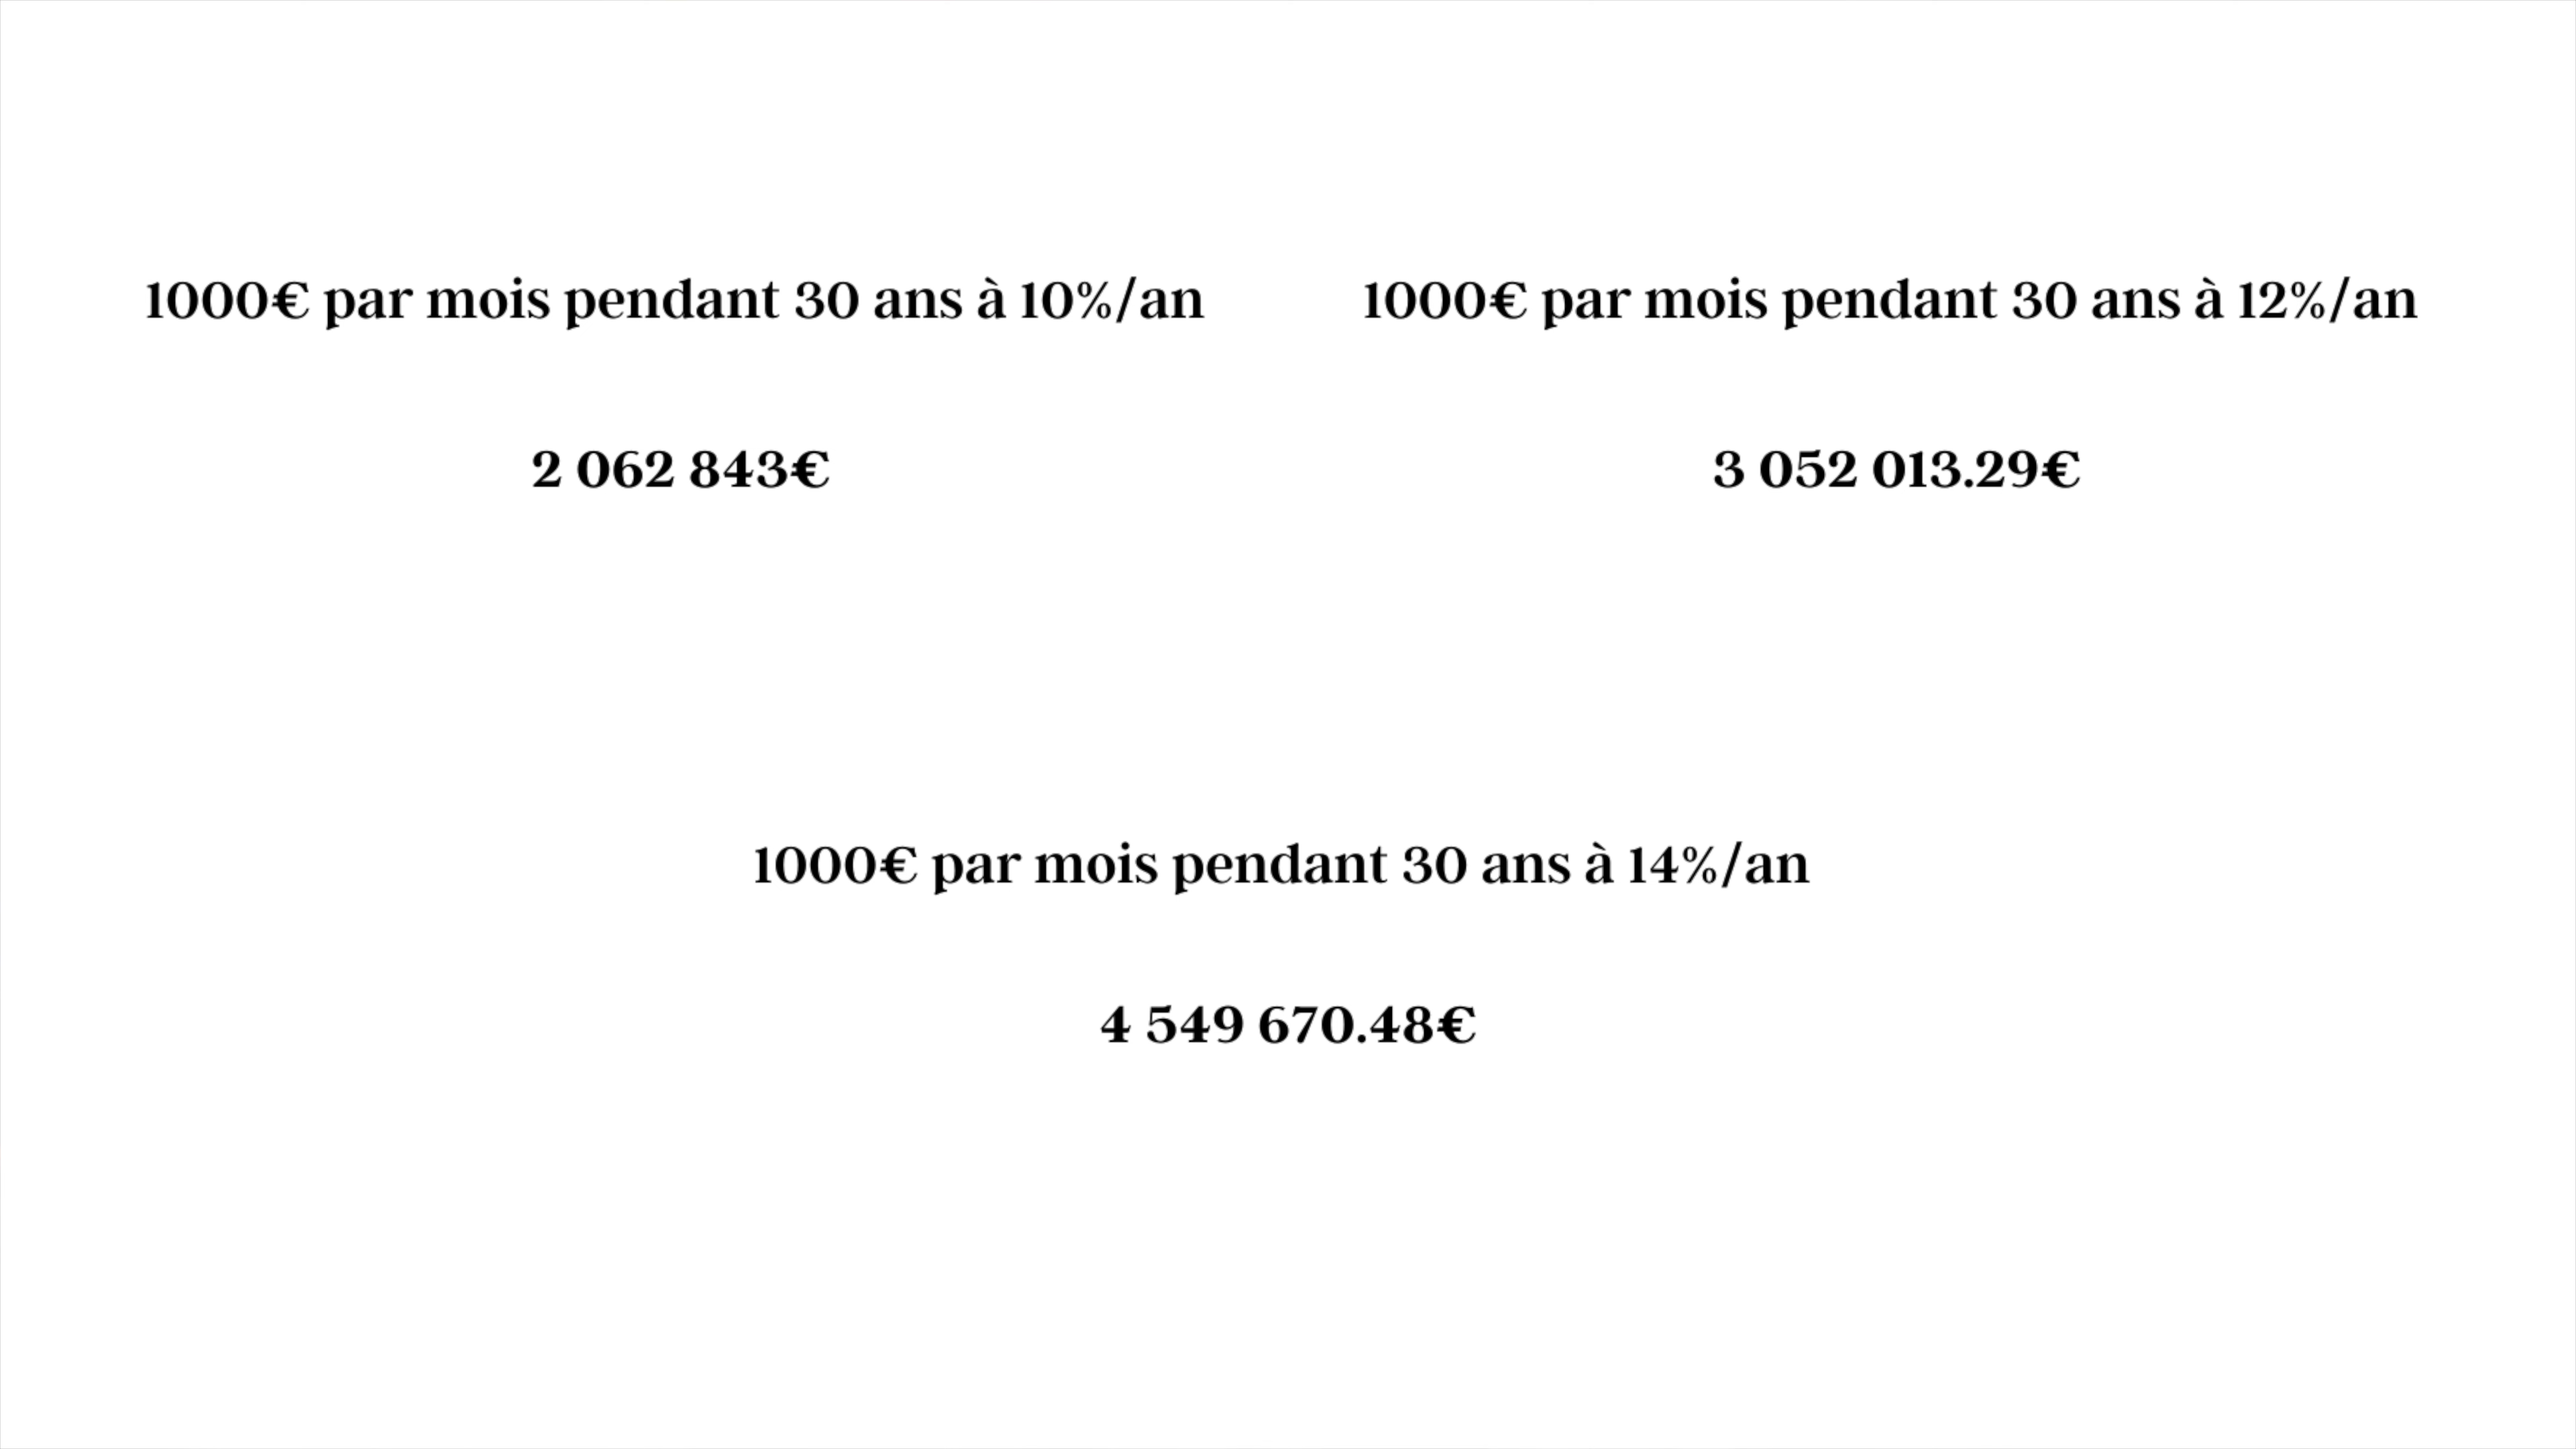 1000€ par mois pendant 30 ans à 10%/an
2 062 843€
1000€ par mois pendant 30 ans à 12%/an
3 052 013.29€
1000€ par mois pendant 30 ans à 14%/an
4 549 670.48€